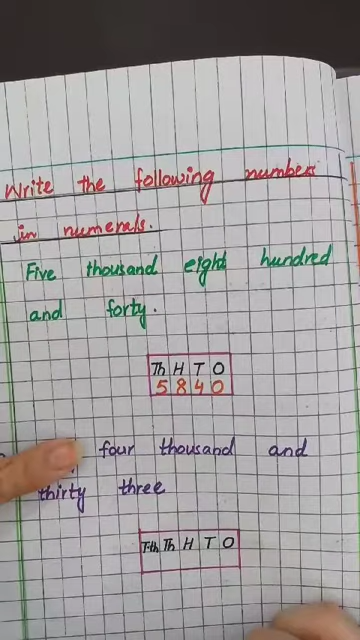 Write the following numbers
in numerals.
Five thousand eight hundred
and forty.
Th H T O
5 8 4 0
four thousand and
thirty three
T.th Th H T O